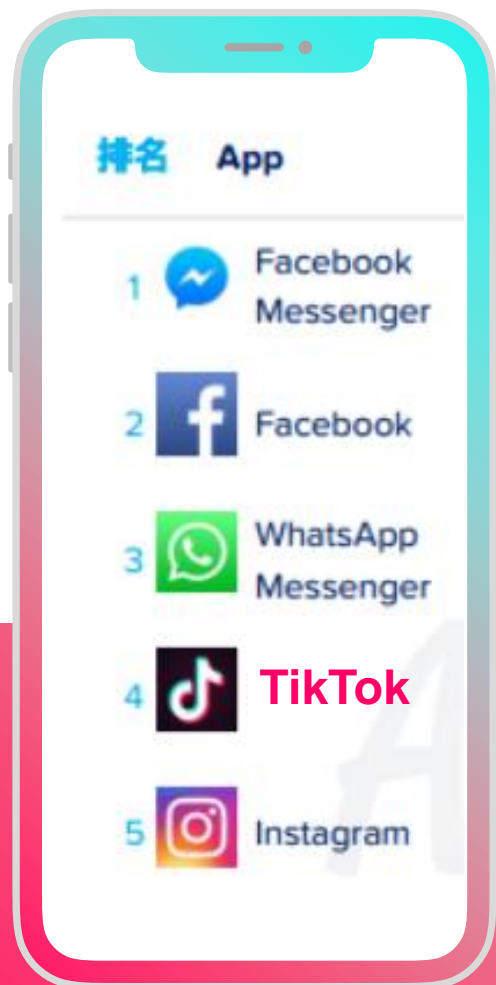 排名 App
1 Facebook
Messenger
2 Facebook
3 WhatsApp
Messenger
4 TikTok
5 Instagram